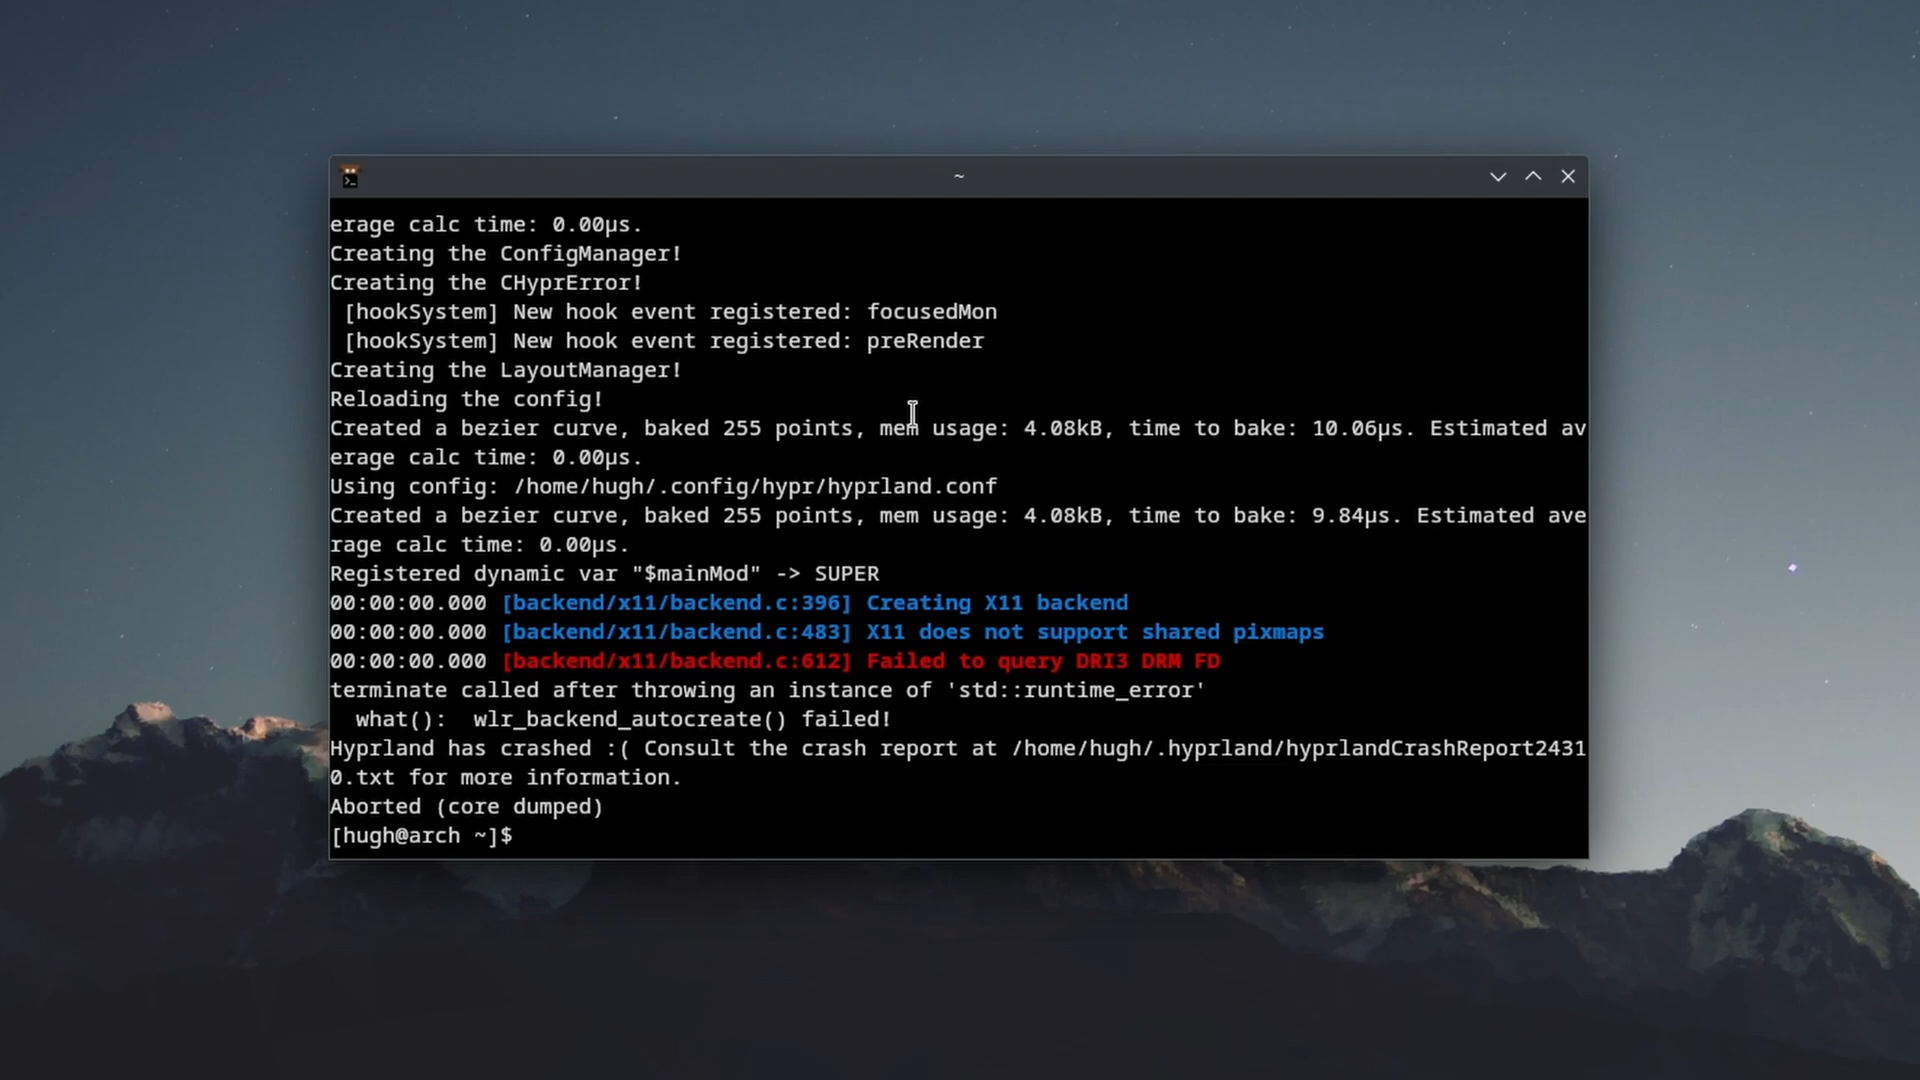 ~
erage calc time: 0.00µs.
Creating the ConfigManager!
Creating the CHyprError!
[hookSystem] New hook event registered: focusedMon
[hookSystem] New hook event registered: preRender
Creating the LayoutManager!
Reloading the config!
Created a bezier curve, baked 255 points, mem usage: 4.08kB, time to bake: 10.06µs. Estimated av
erage calc time: 0.00µs.
Using config: /home/hugh/.config/hypr/hyprland.conf
Created a bezier curve, baked 255 points, mem usage: 4.08kB, time to bake: 9.84µs. Estimated ave
rage calc time: 0.00µs.
Registered dynamic var "$mainMod" -> SUPER
00:00:00.000 [backend/x11/backend.c:396] Creating X11 backend
00:00:00.000 [backend/x11/backend.c:483] X11 does not support shared pixmaps
00:00:00.000 [backend/x11/backend.c:612] Failed to query DRI3 DRM FD
terminate called after throwing an instance of 'std::runtime_error'
what():  wlr_backend_autocreate() failed!
Hyprland has crashed :( Consult the crash report at /home/hugh/.hyprland/hyprlandCrashReport2431
0.txt for more information.
Aborted (core dumped)
[hugh@arch ~]$